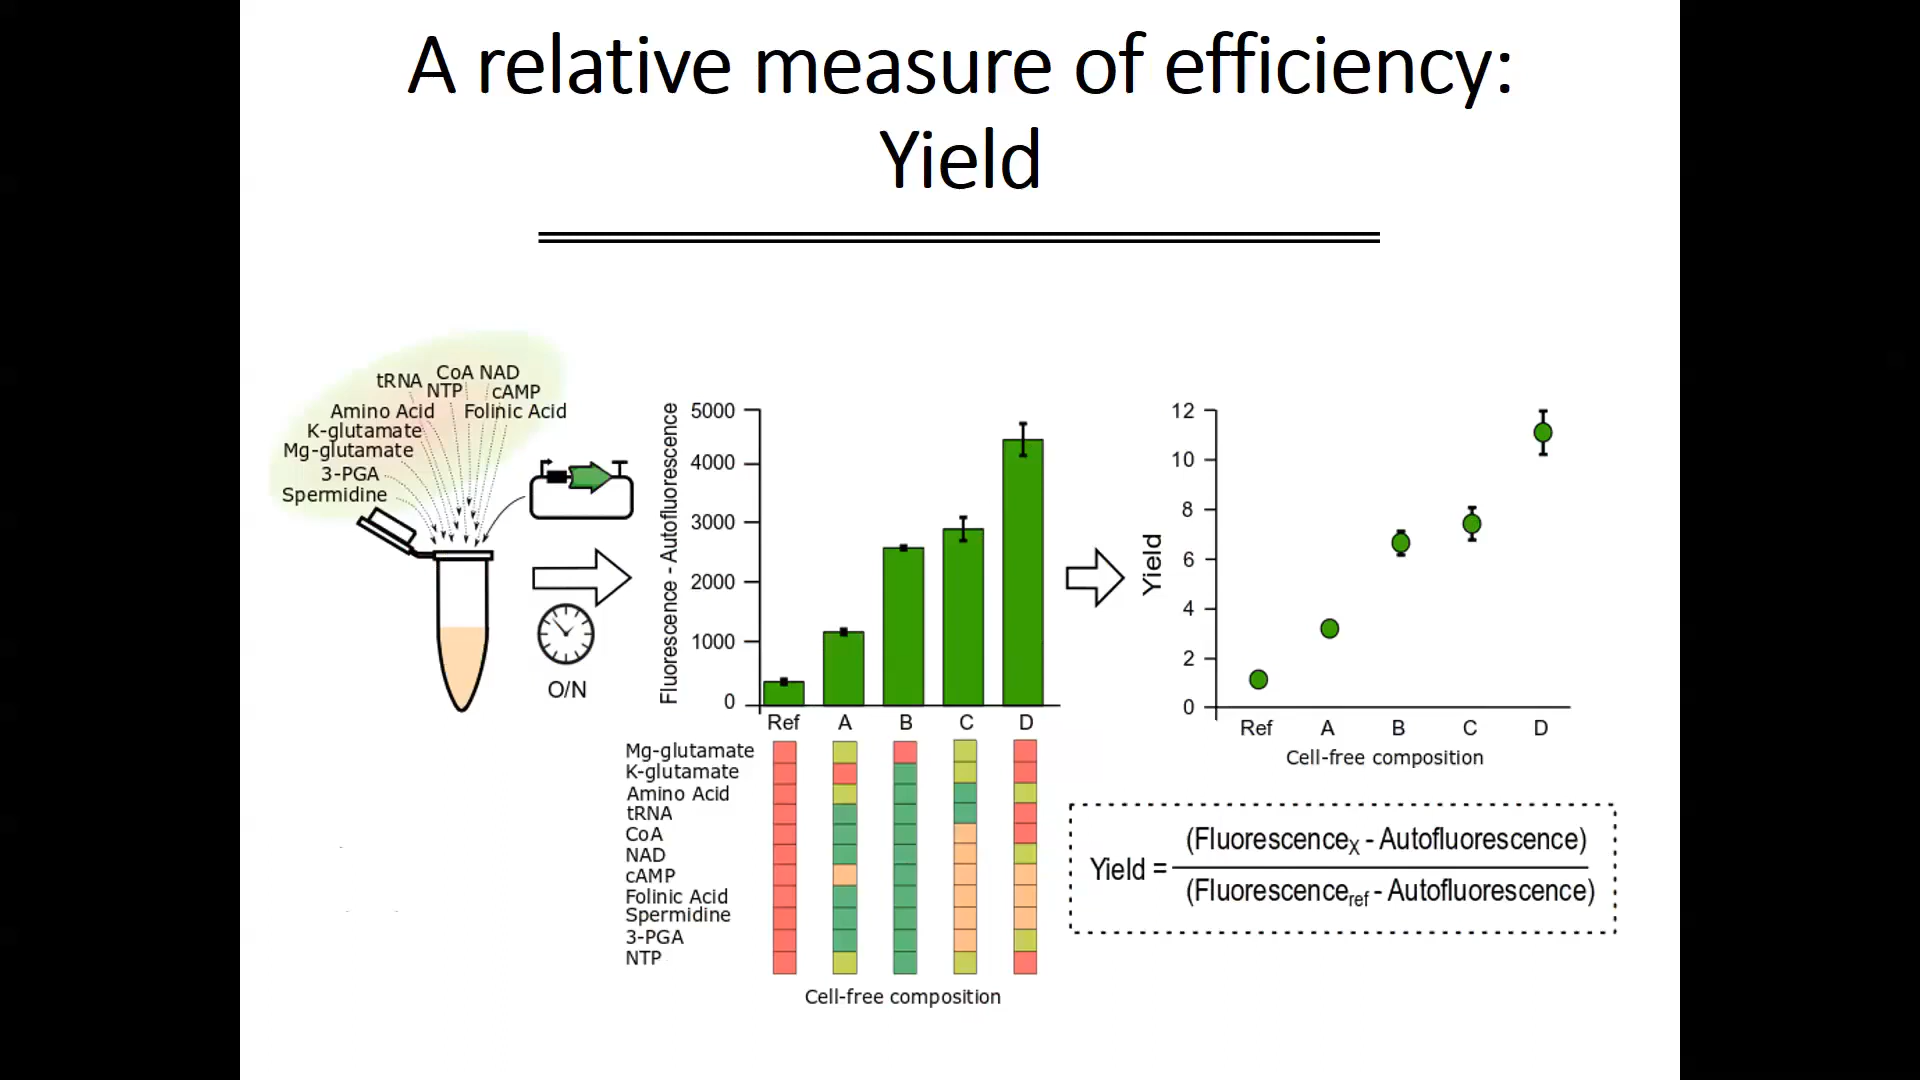 A relative measure of efficiency:
Yield
CoA NAD
tRNA
NTP
cAMP
Amino Acid
Folinic Acid
K-glutamate
Mg-glutamate
3-PGA
Spermidine
O/N
Fluorescence - Autofluorescence
5000
4000
3000
2000
1000
0
Ref A B C D
Mg-glutamate
K-glutamate
Amino Acid
tRNA
CoA
NAD
cAMP
Folinic Acid
Spermidine
3-PGA
NTP
Cell-free composition
Yield
12
10
8
6
4
2
0
Ref A B C D
Cell-free composition
(FluorescenceX - Autofluorescence)
Yield =
(Fluorescenceref - Autofluorescence)